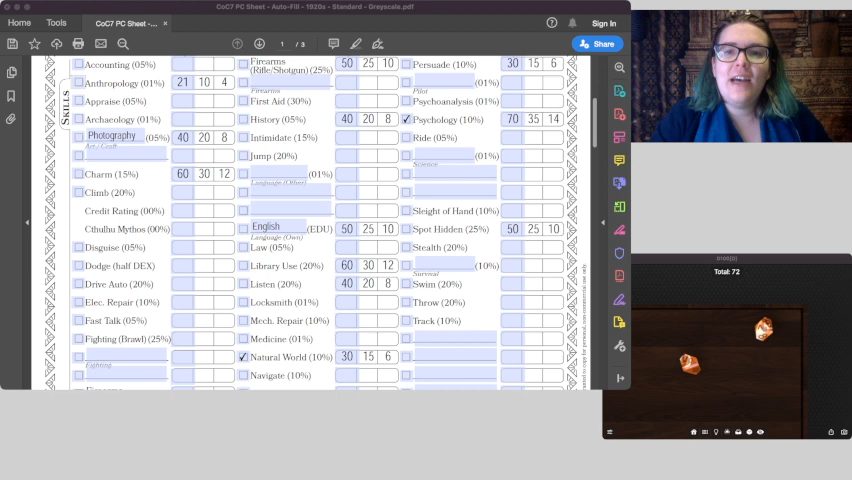 CoC7 PC Sheet - Auto-Fill - 1920s - Standard - Greyscale.pdf
Home Tools CoC7 PC Sheet -... × Sign In
1 / 3 Share
SKILLS
Accounting (05%)
Anthropology (01%) 21 10 4
Appraise (05%)
Archaeology (01%)
Photography (05%) 40 20 8
Art / Craft
Charm (15%) 60 30 12
Climb (20%)
Credit Rating (00%)
Cthulhu Mythos (00%)
Disguise (05%)
Dodge (half DEX)
Drive Auto (20%)
Elec. Repair (10%)
Fast Talk (05%)
Fighting (Brawl) (25%)
Fighting
Firearms
(Rifle/Shotgun) (25%) 50 25 10
Firearms
First Aid (30%)
History (05%) 40 20 8
Intimidate (15%)
Jump (20%)
(01%)
Language (Other)
English (EDU) 50 25 10
Language (Own)
Law (05%)
Library Use (20%) 60 30 12
Listen (20%) 40 20 8
Locksmith (01%)
Mech. Repair (10%)
Medicine (01%)
Natural World (10%) 30 15 6
Navigate (10%)
Persuade (10%) 30 15 6
(01%)
Pilot
Psychoanalysis (01%)
Psychology (10%) 70 35 14
Ride (05%)
(01%)
Science
Sleight of Hand (10%)
Spot Hidden (25%) 50 25 10
Stealth (20%)
(10%)
Survival
Swim (20%)
Throw (20%)
Track (10%)
Total: 72